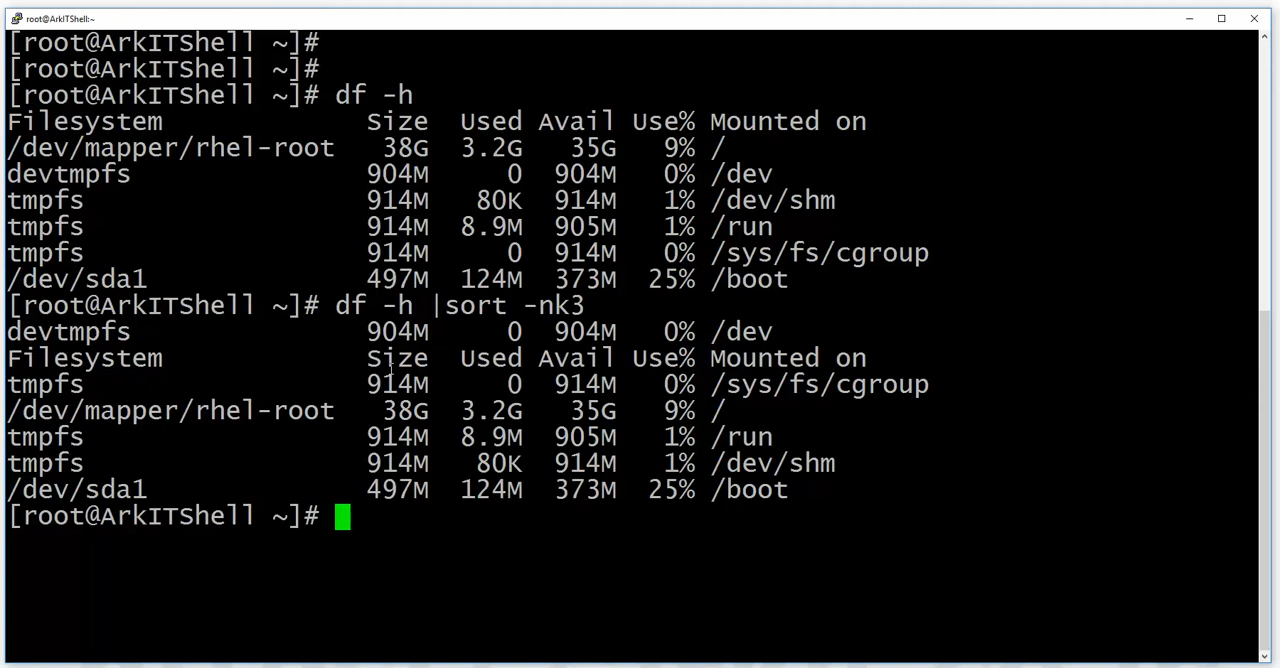 root@ArkITShell:~
[root@ArkITShell ~]#
[root@ArkITShell ~]#
[root@ArkITShell ~]# df -h
Filesystem Size Used Avail Use% Mounted on
/dev/mapper/rhel-root 38G 3.2G 35G 9% /
devtmpfs 904M 0 904M 0% /dev
tmpfs 914M 80K 914M 1% /dev/shm
tmpfs 914M 8.9M 905M 1% /run
tmpfs 914M 0 914M 0% /sys/fs/cgroup
/dev/sda1 497M 124M 373M 25% /boot
[root@ArkITShell ~]# df -h |sort -nk3
devtmpfs 904M 0 904M 0% /dev
Filesystem Size Used Avail Use% Mounted on
tmpfs 914M 0 914M 0% /sys/fs/cgroup
/dev/mapper/rhel-root 38G 3.2G 35G 9% /
tmpfs 914M 8.9M 905M 1% /run
tmpfs 914M 80K 914M 1% /dev/shm
/dev/sda1 497M 124M 373M 25% /boot
[root@ArkITShell ~]#